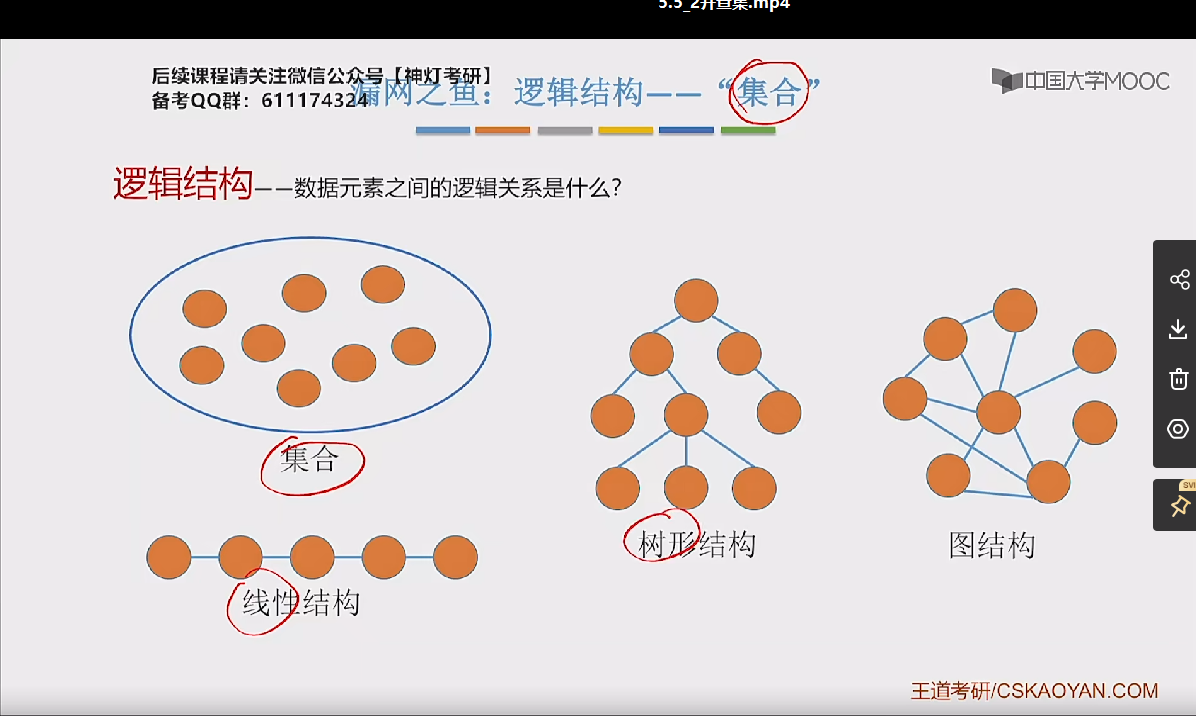 5.5_2并查集.mp4
后续课程请关注微信公众号【神灯考研】
备考QQ群：611174324
漏网之鱼：逻辑结构——“集合”
中国大学MOOC
逻辑结构——数据元素之间的逻辑关系是什么？
集合
树形结构
图结构
线性结构
王道考研/CSKAOYAN.COM